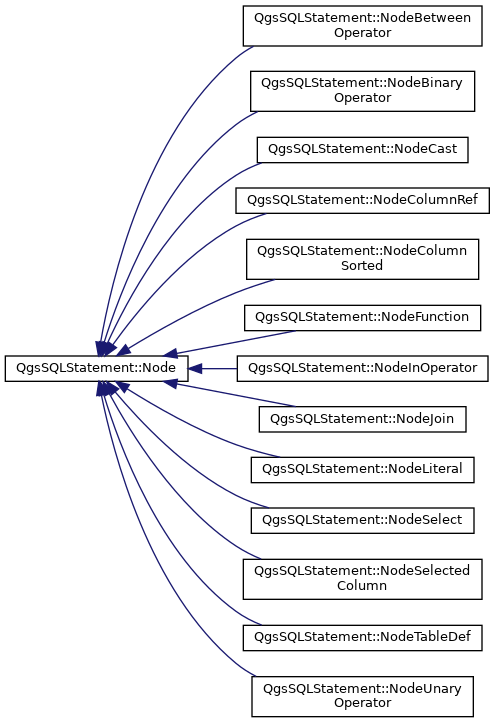 QgsSQLStatement::NodeBetween
Operator
QgsSQLStatement::NodeBinary
Operator
QgsSQLStatement::NodeCast
QgsSQLStatement::NodeColumnRef
QgsSQLStatement::NodeColumn
Sorted
QgsSQLStatement::NodeFunction
QgsSQLStatement::Node
QgsSQLStatement::NodeInOperator
QgsSQLStatement::NodeJoin
QgsSQLStatement::NodeLiteral
QgsSQLStatement::NodeSelect
QgsSQLStatement::NodeSelected
Column
QgsSQLStatement::NodeTableDef
QgsSQLStatement::NodeUnary
Operator